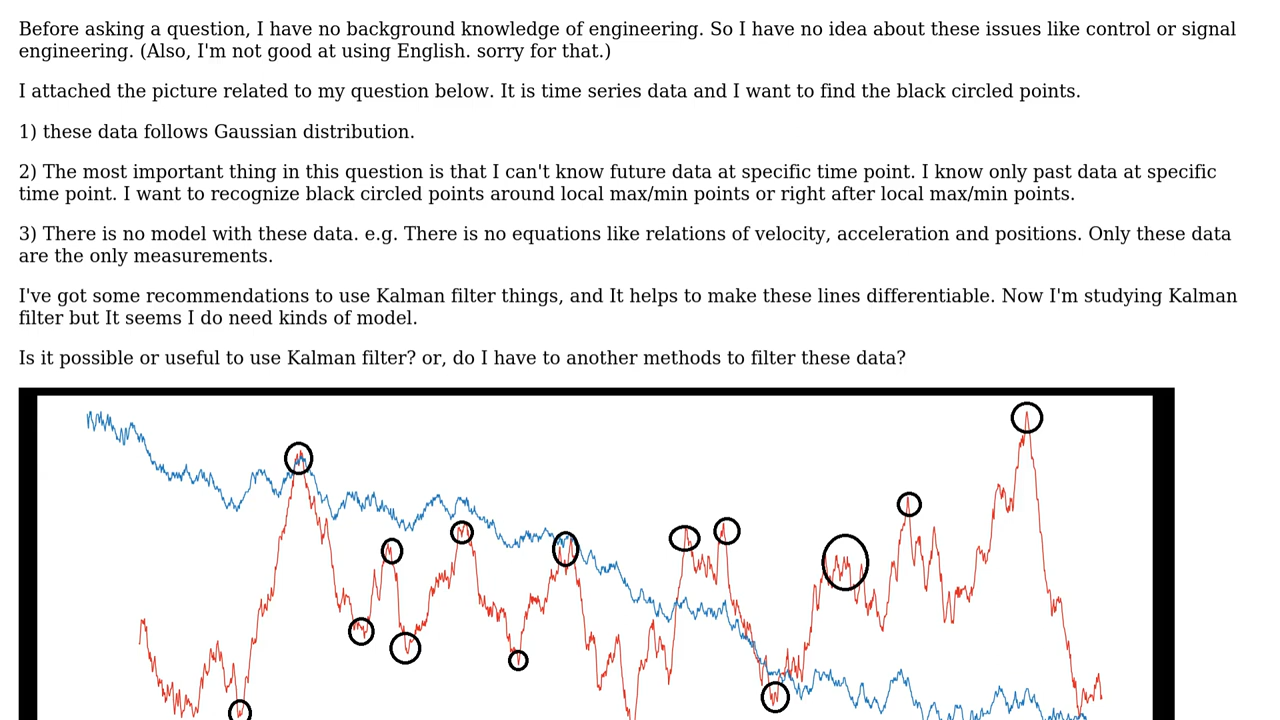 Before asking a question, I have no background knowledge of engineering. So I have no idea about these issues like control or signal
engineering. (Also, I'm not good at using English. sorry for that.)
I attached the picture related to my question below. It is time series data and I want to find the black circled points.
1) these data follows Gaussian distribution.
2) The most important thing in this question is that I can't know future data at specific time point. I know only past data at specific
time point. I want to recognize black circled points around local max/min points or right after local max/min points.
3) There is no model with these data. e.g. There is no equations like relations of velocity, acceleration and positions. Only these data
are the only measurements.
I've got some recommendations to use Kalman filter things, and It helps to make these lines differentiable. Now I'm studying Kalman
filter but It seems I do need kinds of model.
Is it possible or useful to use Kalman filter? or, do I have to another methods to filter these data?